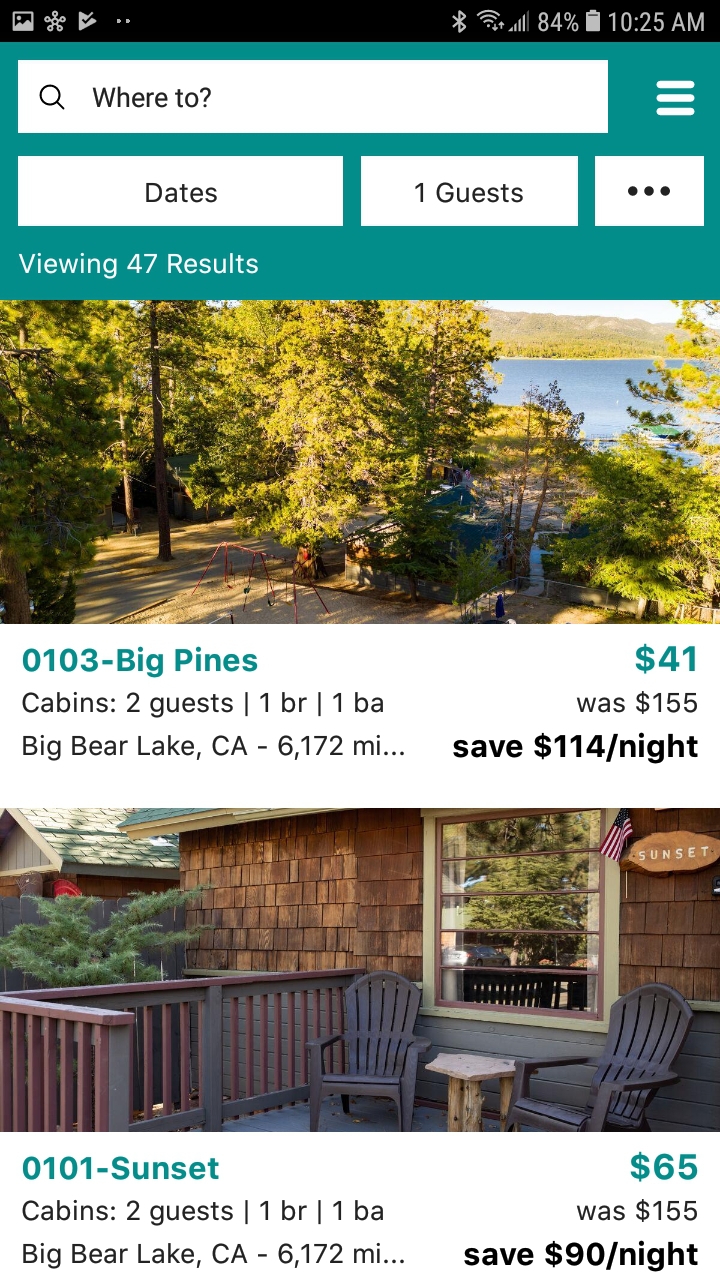 84% 10:25 AM
Where to?
Dates 1 Guests
Viewing 47 Results
0103-Big Pines $41
Cabins: 2 guests | 1 br | 1 ba was $155
Big Bear Lake, CA - 6,172 mi... save $114/night
SUNSET
0101-Sunset $65
Cabins: 2 guests | 1 br | 1 ba was $155
Big Bear Lake, CA - 6,172 mi... save $90/night